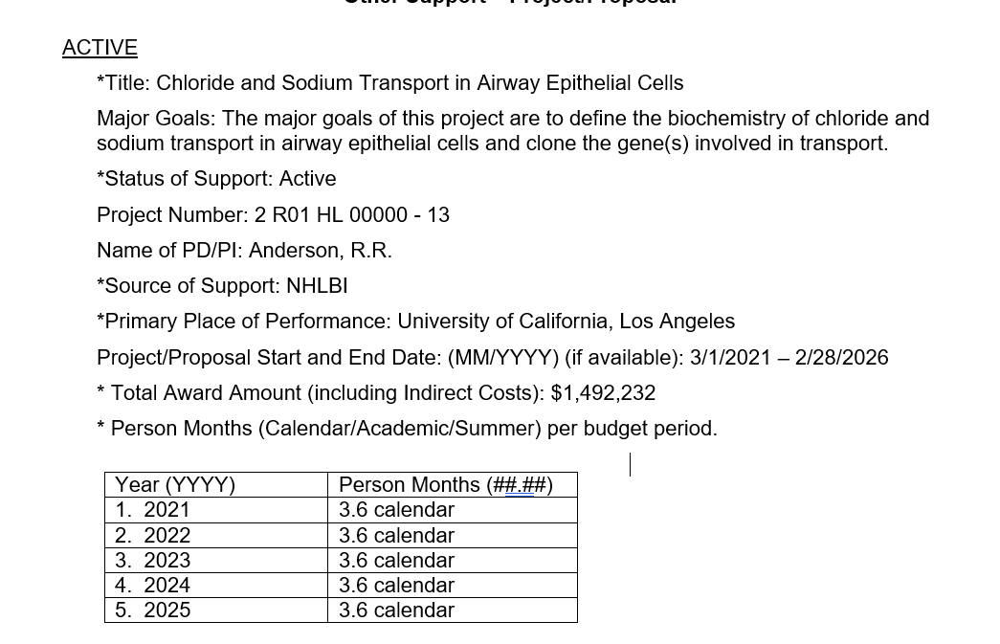 Other Support – Project/Proposal
ACTIVE
*Title: Chloride and Sodium Transport in Airway Epithelial Cells
Major Goals: The major goals of this project are to define the biochemistry of chloride and
sodium transport in airway epithelial cells and clone the gene(s) involved in transport.
*Status of Support: Active
Project Number: 2 R01 HL 00000 - 13
Name of PD/PI: Anderson, R.R.
*Source of Support: NHLBI
*Primary Place of Performance: University of California, Los Angeles
Project/Proposal Start and End Date: (MM/YYYY) (if available): 3/1/2021 – 2/28/2026
* Total Award Amount (including Indirect Costs): $1,492,232
* Person Months (Calendar/Academic/Summer) per budget period.
Year (YYYY) Person Months (##.##)
1. 2021 3.6 calendar
2. 2022 3.6 calendar
3. 2023 3.6 calendar
4. 2024 3.6 calendar
5. 2025 3.6 calendar